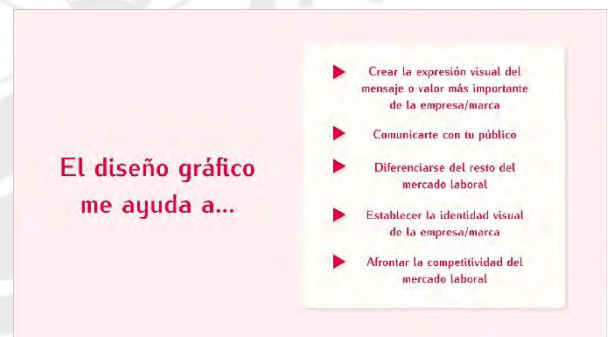 El diseño gráfico
me ayuda a...
Crear la expresión visual del
mensaje o valor más importante
de la empresa/marca
Comunicarte con tu público
Diferenciarse del resto del
mercado laboral
Establecer la identidad visual
de la empresa/marca
Afrontar la competitividad del
mercado laboral